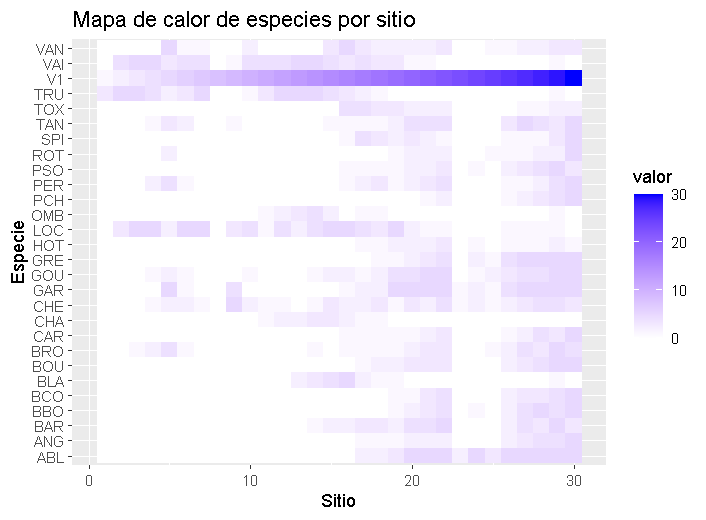 Mapa de calor de especies por sitio
VAN
VAI
V1
TRU
TOX
TAN
SPI
ROT
PSO
PER
PCH
OMB
LOC
HOT
GRE
GOU
GAR
CHE
CHA
CAR
BRO
BOU
BLA
BCO
BBO
BAR
ANG
ABL
Especie
0 10 20 30
Sitio
valor
30
20
10
0